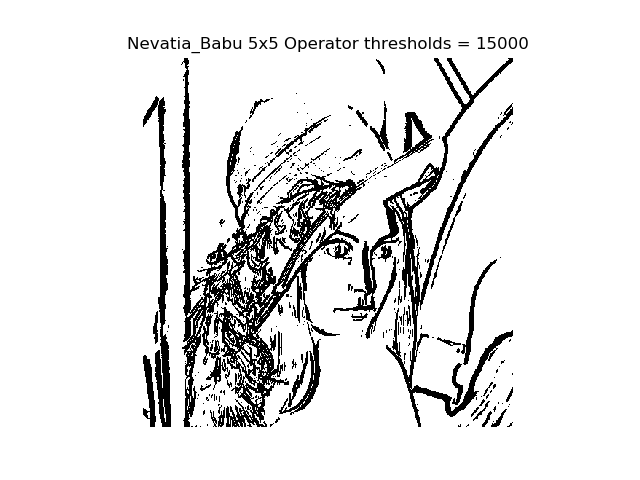 Nevatia_Babu 5x5 Operator thresholds = 15000